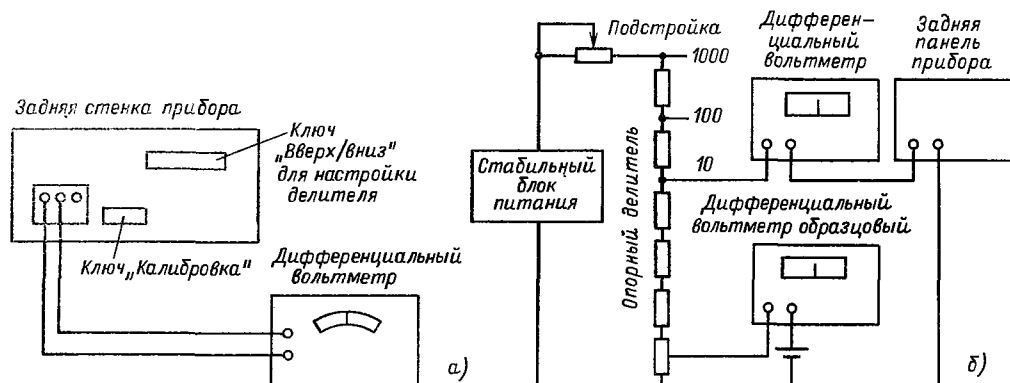 Задняя стенка прибора
Ключ
„Вверх/вниз"
для настройки
делителя
Ключ „Калибровка"
Дифференциальный
вольтметр
а)
Подстройка
1000
100
10
Стабильный
блок
питания
Опорный делитель
Дифферен-
циальный
вольтметр
Задняя
панель
прибора
Дифференциальный
вольтметр образцовый
б)